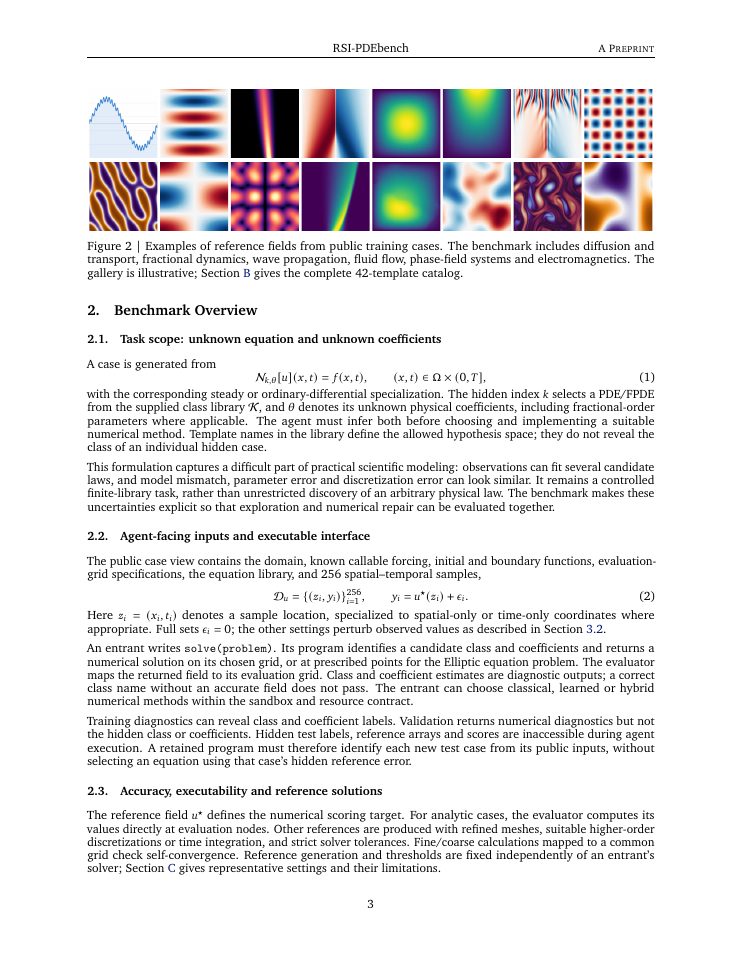 RSI-PDEbench
A PREPRINT
Figure 2 | Examples of reference fields from public training cases. The benchmark includes diffusion and
transport, fractional dynamics, wave propagation, fluid flow, phase-field systems and electromagnetics. The
gallery is illustrative; Section B gives the complete 42-template catalog.
2. Benchmark Overview
2.1. Task scope: unknown equation and unknown coefficients
A case is generated from
𝒩ₖ,θ[u](x, t) = f(x, t), (x, t) ∈ Ω × (0, T], (1)
with the corresponding steady or ordinary-differential specialization. The hidden index k selects a PDE/FPDE
from the supplied class library 𝒦, and θ denotes its unknown physical coefficients, including fractional-order
parameters where applicable. The agent must infer both before choosing and implementing a suitable
numerical method. Template names in the library define the allowed hypothesis space; they do not reveal the
class of an individual hidden case.
This formulation captures a difficult part of practical scientific modeling: observations can fit several candidate
laws, and model mismatch, parameter error and discretization error can look similar. It remains a controlled
finite-library task, rather than unrestricted discovery of an arbitrary physical law. The benchmark makes these
uncertainties explicit so that exploration and numerical repair can be evaluated together.
2.2. Agent-facing inputs and executable interface
The public case view contains the domain, known callable forcing, initial and boundary functions, evaluation-
grid specifications, the equation library, and 256 spatial–temporal samples,
𝒟ᵤ = {(zᵢ, yᵢ)}²⁵⁶ᵢ₌₁, yᵢ = u⋆(zᵢ) + ϵᵢ. (2)
Here zᵢ = (xᵢ, tᵢ) denotes a sample location, specialized to spatial-only or time-only coordinates where
appropriate. Full sets ϵᵢ = 0; the other settings perturb observed values as described in Section 3.2.
An entrant writes solve(problem). Its program identifies a candidate class and coefficients and returns a
numerical solution on its chosen grid, or at prescribed points for the Elliptic equation problem. The evaluator
maps the returned field to its evaluation grid. Class and coefficient estimates are diagnostic outputs; a correct
class name without an accurate field does not pass. The entrant can choose classical, learned or hybrid
numerical methods within the sandbox and resource contract.
Training diagnostics can reveal class and coefficient labels. Validation returns numerical diagnostics but not
the hidden class or coefficients. Hidden test labels, reference arrays and scores are inaccessible during agent
execution. A retained program must therefore identify each new test case from its public inputs, without
selecting an equation using that case's hidden reference error.
2.3. Accuracy, executability and reference solutions
The reference field u⋆ defines the numerical scoring target. For analytic cases, the evaluator computes its
values directly at evaluation nodes. Other references are produced with refined meshes, suitable higher-order
discretizations or time integration, and strict solver tolerances. Fine/coarse calculations mapped to a common
grid check self-convergence. Reference generation and thresholds are fixed independently of an entrant's
solver; Section C gives representative settings and their limitations.
3